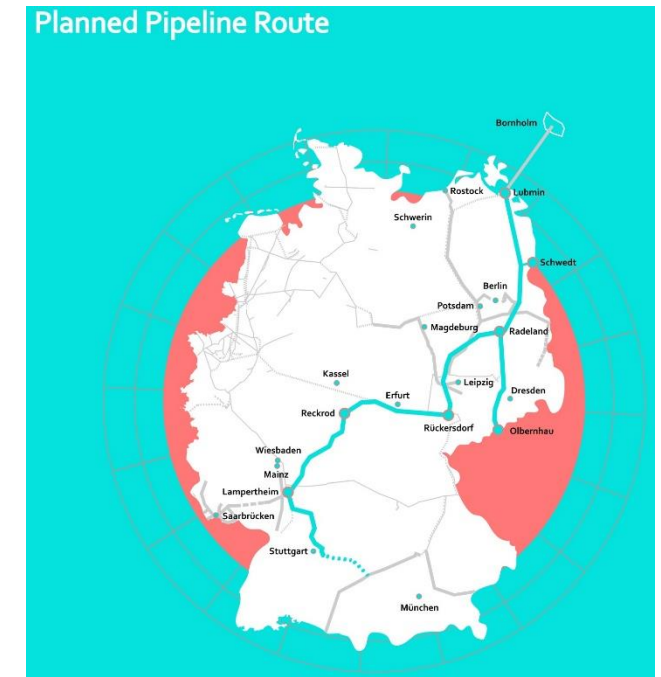 Planned Pipeline Route
Bornholm
Rostock
Lubmin
Schwerin
Schwedt
Berlin
Potsdam
Magdeburg
Radeland
Kassel
Leipzig
Erfurt
Dresden
Reckrod
Rückersdorf
Olbernhau
Wiesbaden
Mainz
Lampertheim
Saarbrücken
Stuttgart
München